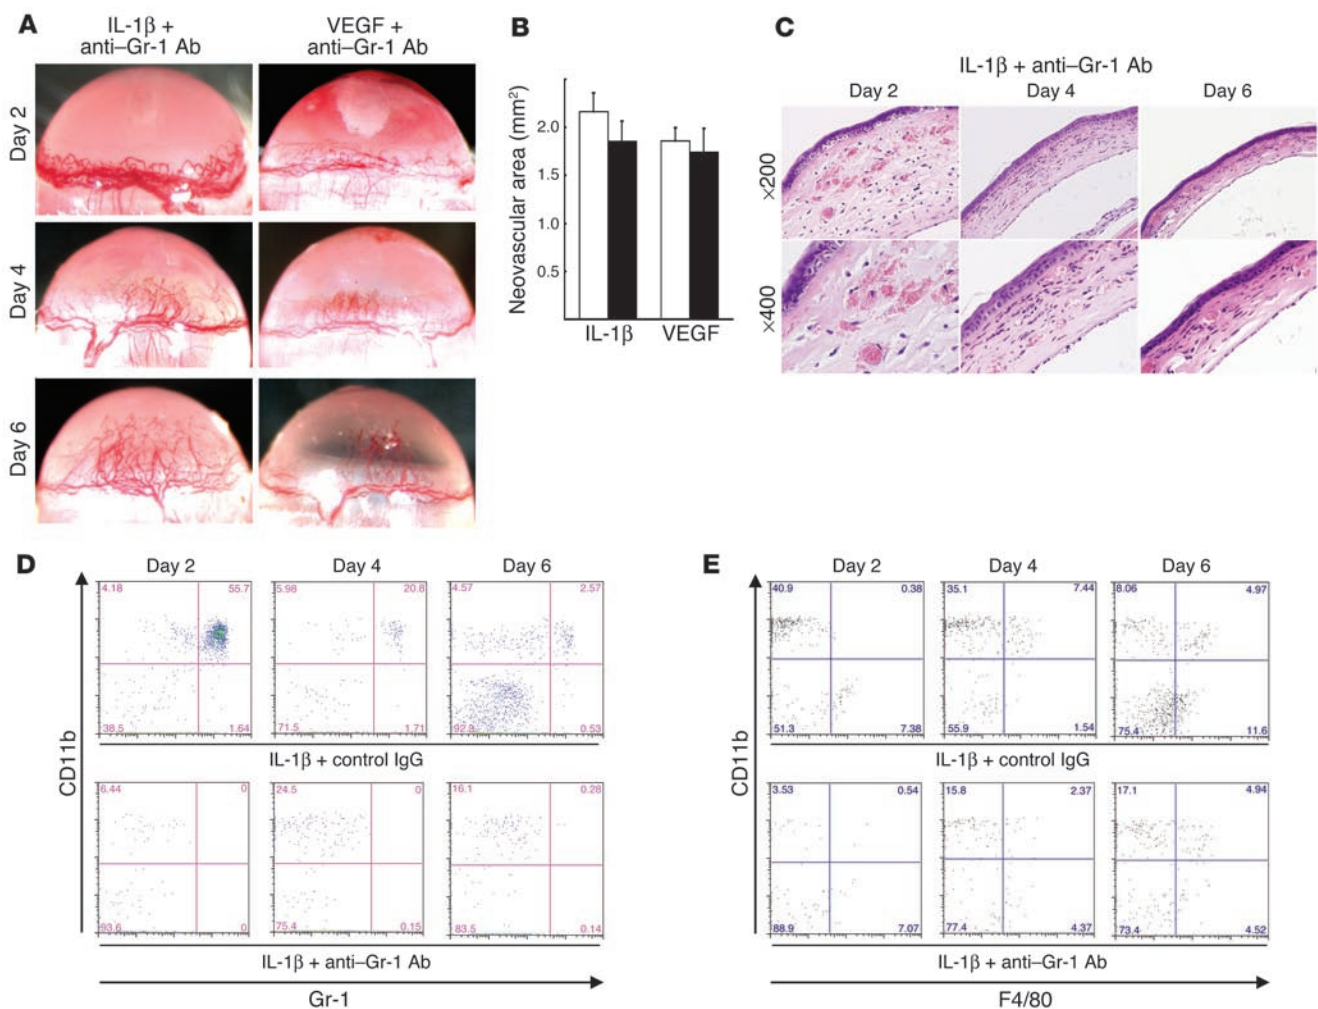 A
IL-1β +
anti–Gr-1 Ab
VEGF +
anti–Gr-1 Ab
Day 2
Day 4
Day 6
B
Neovascular area (mm²)
2.0
1.5
1.0
0.5
IL-1β
VEGF
C
IL-1β + anti–Gr-1 Ab
Day 2
Day 4
Day 6
×200
×400
D
Day 2
Day 4
Day 6
CD11b
4.18
55.7
38.5
1.64
5.98
20.8
71.5
1.71
4.57
2.57
92.3
0.53
IL-1β + control IgG
6.44
0
93.6
0
24.5
0
75.4
0.15
16.1
0.28
83.5
0.14
IL-1β + anti–Gr-1 Ab
Gr-1
E
Day 2
Day 4
Day 6
CD11b
40.9
0.38
51.3
7.38
35.1
7.44
55.9
1.54
8.06
4.97
75.4
11.6
IL-1β + control IgG
3.53
0.54
88.9
7.07
15.8
2.37
77.4
4.37
17.1
4.94
73.4
4.52
IL-1β + anti–Gr-1 Ab
F4/80